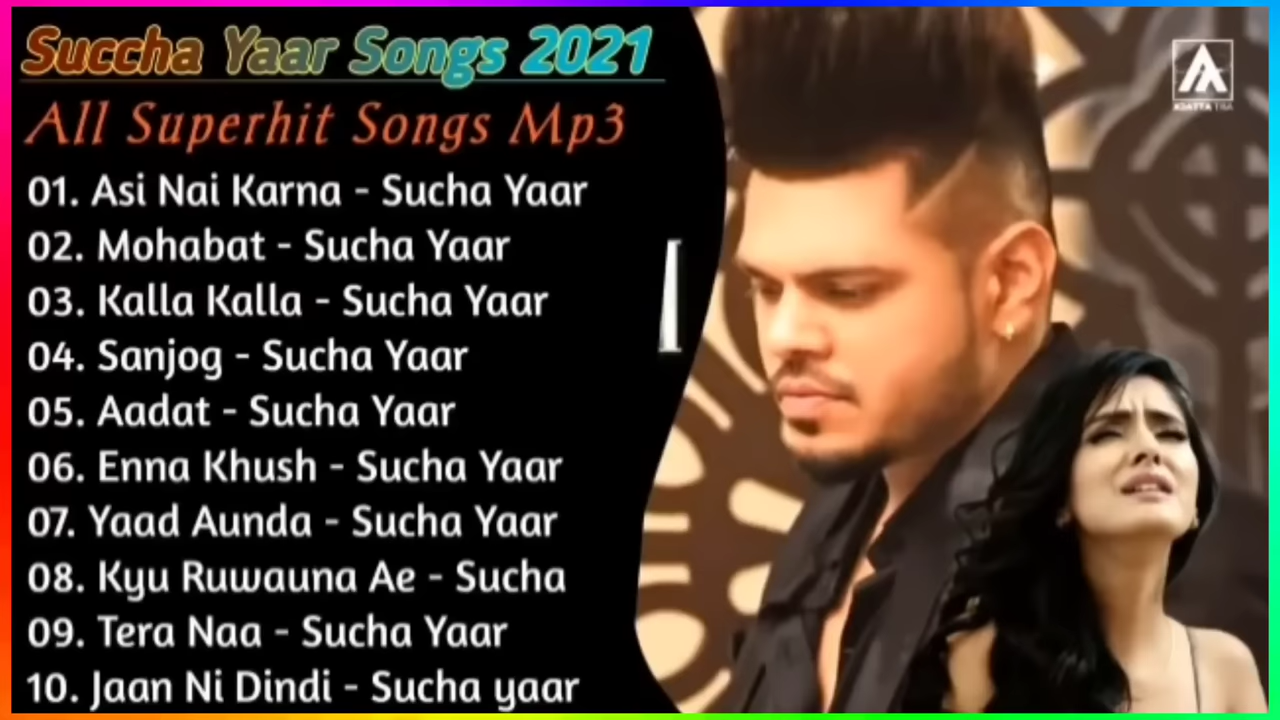 Succha Yaar Songs 2021
All Superhit Songs Mp3
01. Asi Nai Karna - Sucha Yaar
02. Mohabat - Sucha Yaar
03. Kalla Kalla - Sucha Yaar
04. Sanjog - Sucha Yaar
05. Aadat - Sucha Yaar
06. Enna Khush - Sucha Yaar
07. Yaad Aunda - Sucha Yaar
08. Kyu Ruwauna Ae - Sucha
09. Tera Naa - Sucha Yaar
10. Jaan Ni Dindi - Sucha yaar